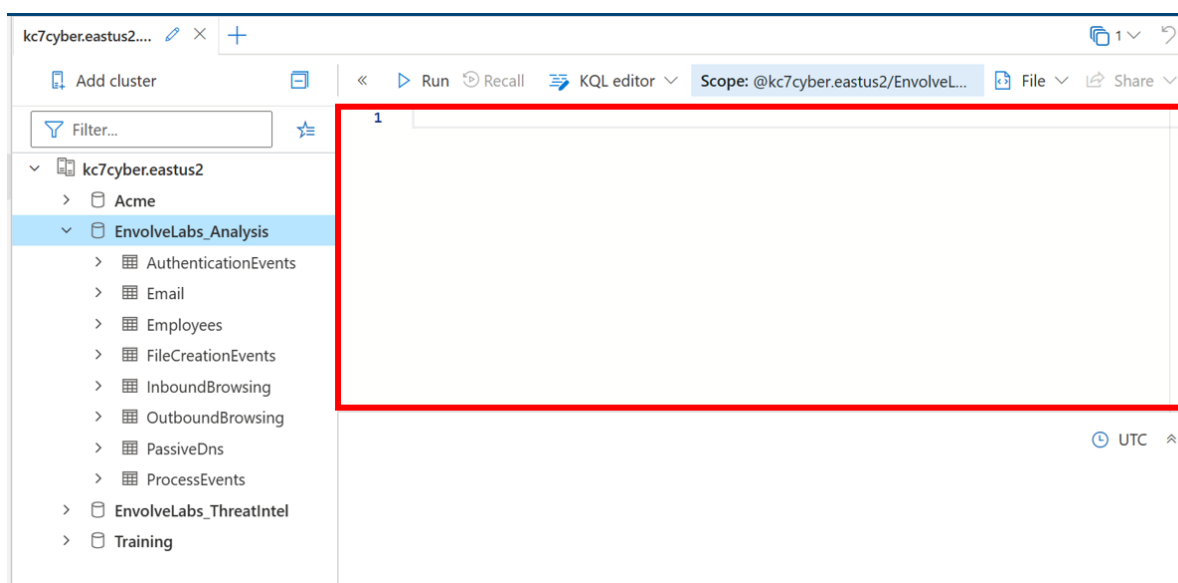 kc7cyber.eastus2....
1
Add cluster
Run Recall KQL editor Scope: @kc7cyber.eastus2/EnvolveL... File Share
Filter...
1
kc7cyber.eastus2
Acme
EnvolveLabs_Analysis
AuthenticationEvents
Email
Employees
FileCreationEvents
InboundBrowsing
OutboundBrowsing
PassiveDns
ProcessEvents
EnvolveLabs_ThreatIntel
Training
UTC